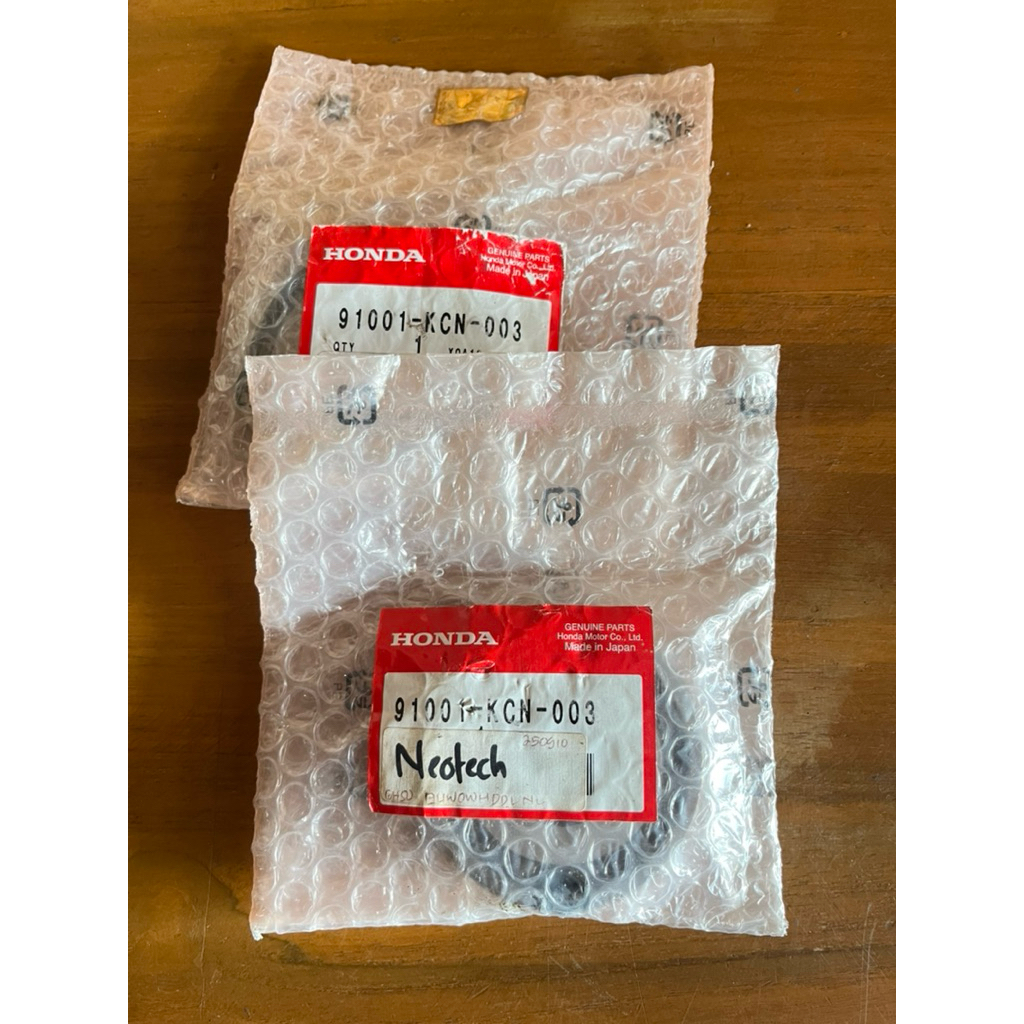 HONDA
GENUINE PARTS
Honda Motor Co., Ltd.
Made in Japan
91001-KCN-003
QTY 1
HONDA
GENUINE PARTS
Honda Motor Co., Ltd.
Made in Japan
91001-KCN-003
Neotech